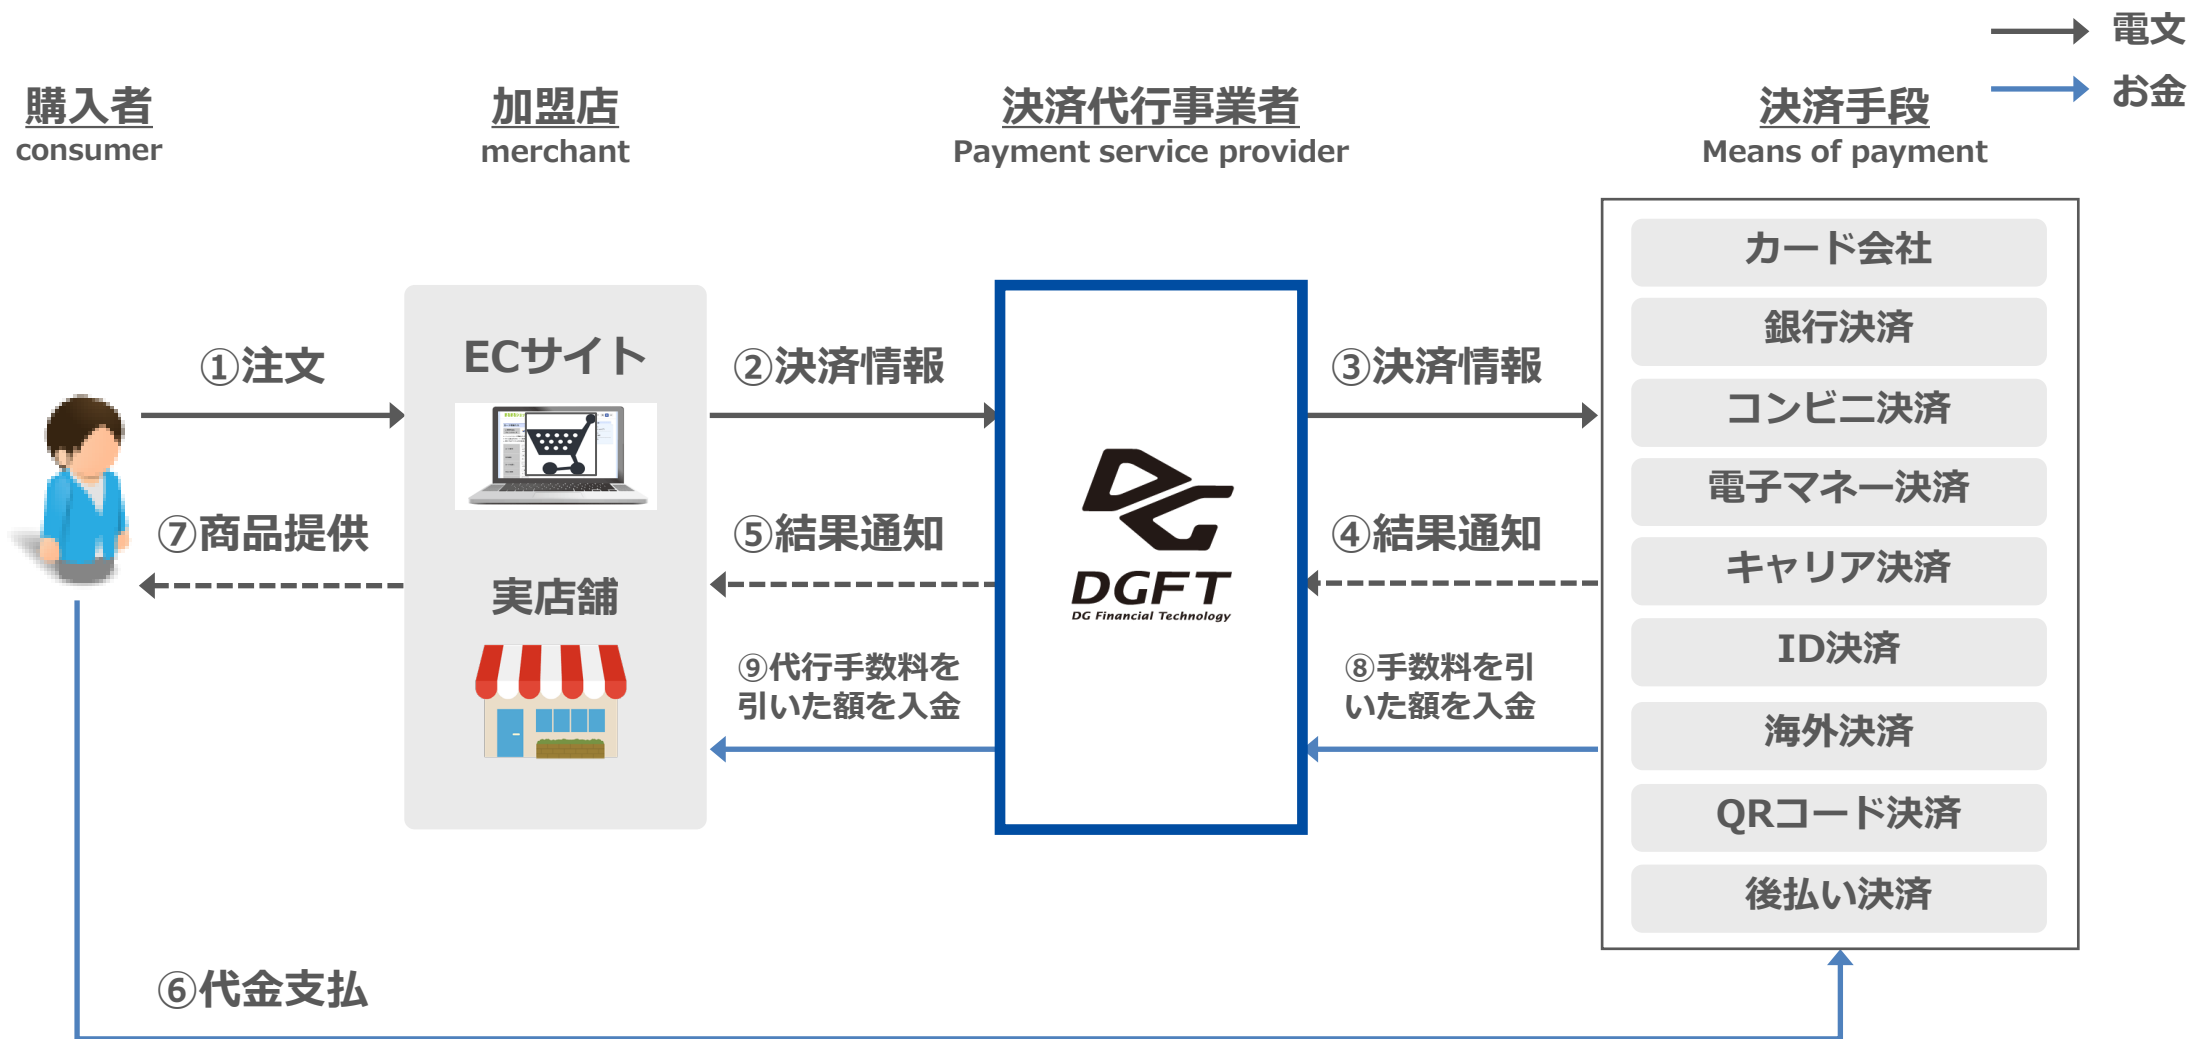 電文
お金
購入者
consumer
加盟店
merchant
決済代行事業者
Payment service provider
決済手段
Means of payment
①注文
ECサイト
②決済情報
③決済情報
⑦商品提供
実店舗
⑤結果通知
④結果通知
DGFT
DG Financial Technology
⑨代行手数料を
引いた額を入金
⑧手数料を引
いた額を入金
カード会社
銀行決済
コンビニ決済
電子マネー決済
キャリア決済
ID決済
海外決済
QRコード決済
後払い決済
⑥代金支払